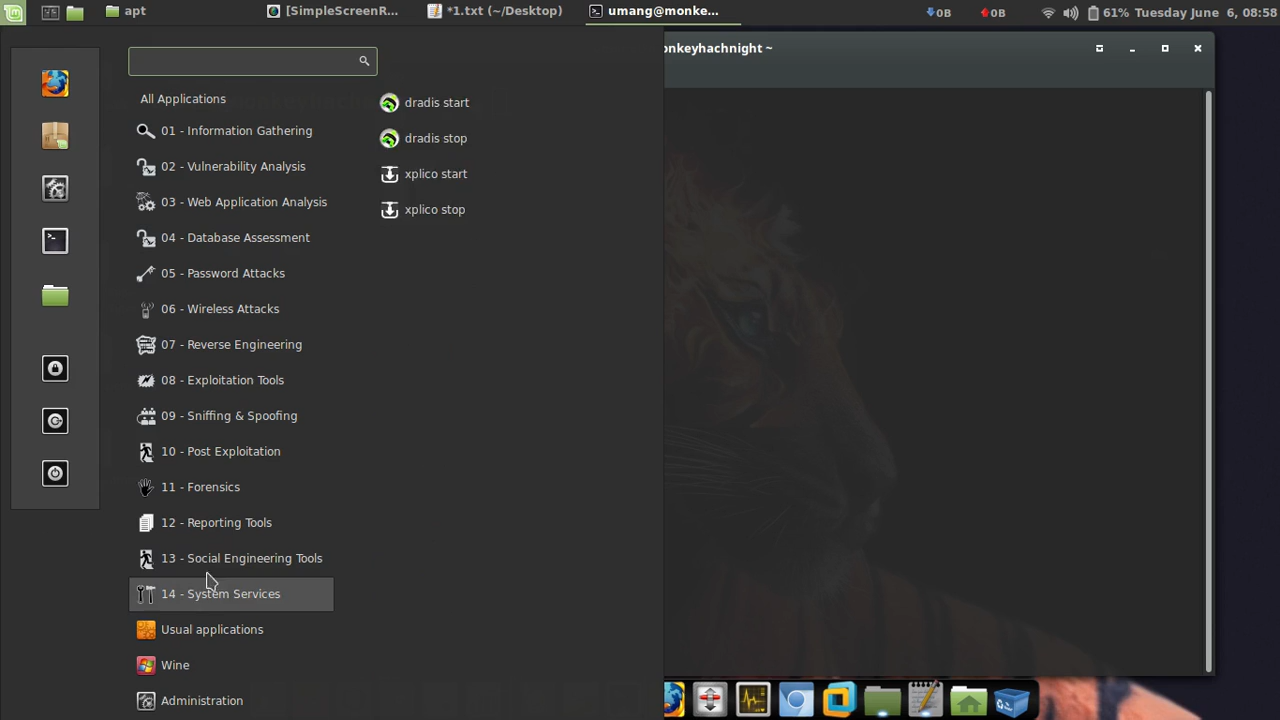 apt
[SimpleScreenR...
*1.txt (~/Desktop)
umang@monke...
0B
0B
61%
Tuesday June 6, 08:58
onkeyhachnight ~
All Applications
01 - Information Gathering
02 - Vulnerability Analysis
03 - Web Application Analysis
04 - Database Assessment
05 - Password Attacks
06 - Wireless Attacks
07 - Reverse Engineering
08 - Exploitation Tools
09 - Sniffing & Spoofing
10 - Post Exploitation
11 - Forensics
12 - Reporting Tools
13 - Social Engineering Tools
14 - System Services
Usual applications
Wine
Administration
dradis start
dradis stop
xplico start
xplico stop